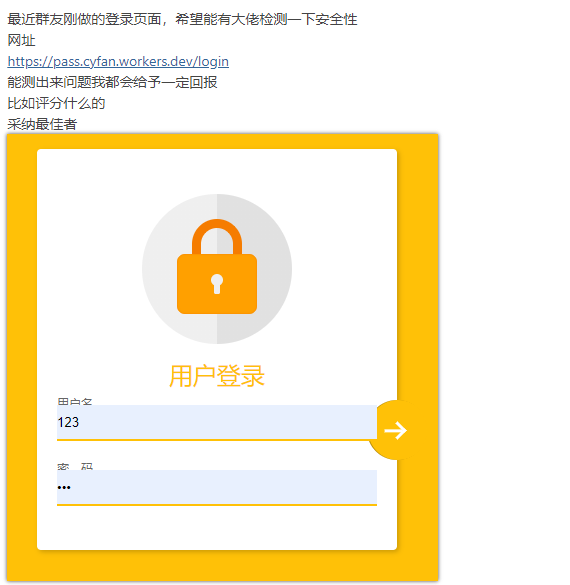 最近群友刚做的登录页面，希望能有大佬检测一下安全性
网址
https://pass.cyfan.workers.dev/login
能测出来问题我都会给予一定回报
比如评分什么的
采纳最佳者
用户登录
用户名
123
密 码
•••